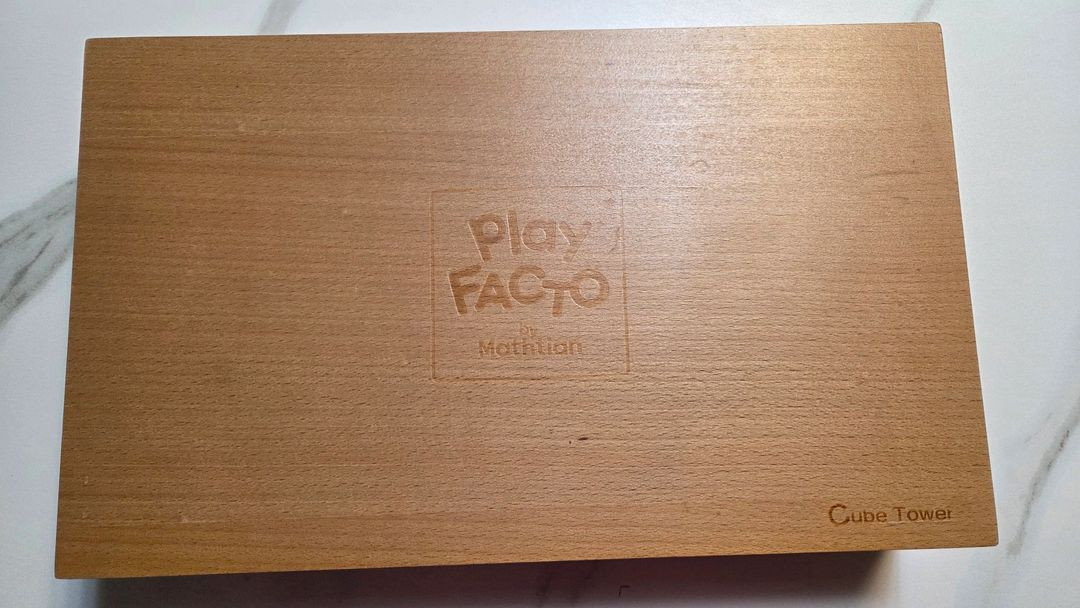 Play
FACTO
by
Mathtian
Cube Tower